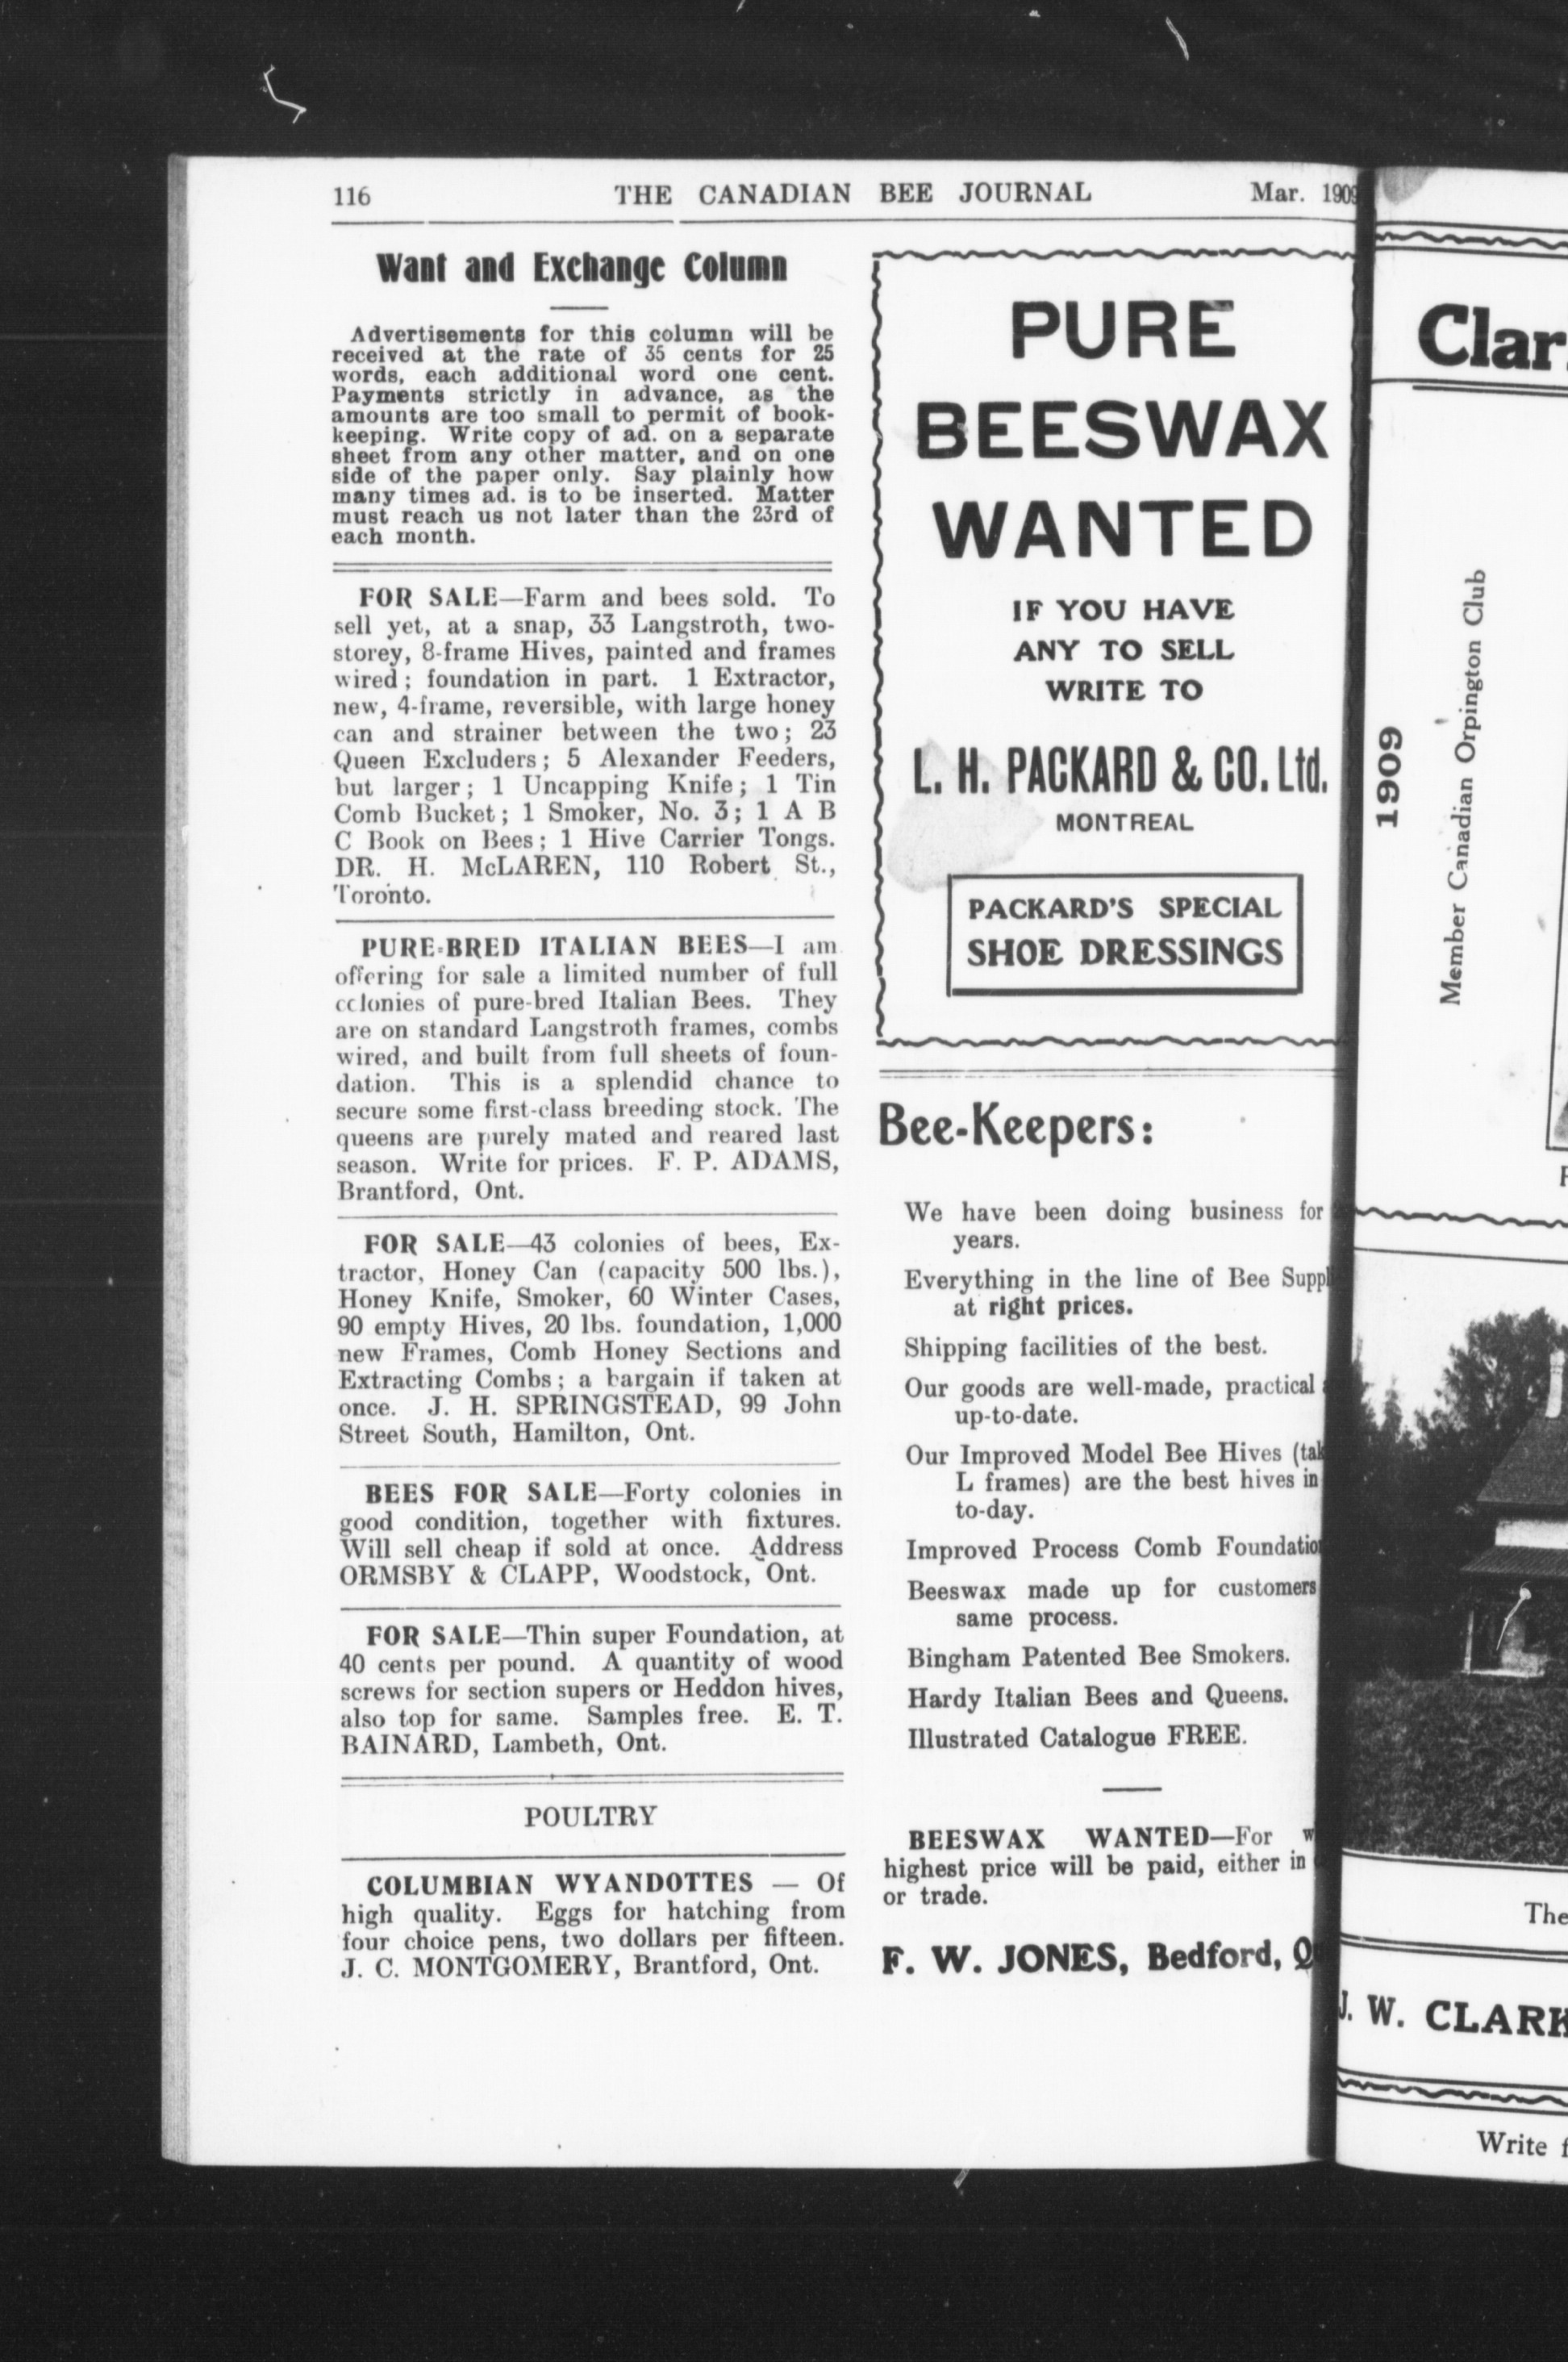 116 THE CANADIAN BEE JOURNAL Mar. 1909
Want and Exchange Column
Advertisements for this column will be
received at the rate of 35 cents for 25
words, each additional word one cent.
Payments strictly in advance, as the
amounts are too small to permit of book-
keeping. Write copy of ad. on a separate
sheet from any other matter, and on one
side of the paper only. Say plainly how
many times ad. is to be inserted. Matter
must reach us not later than the 23rd of
each month.
FOR SALE—Farm and bees sold. To
sell yet, at a snap, 33 Langstroth, two-
storey, 8-frame Hives, painted and frames
wired; foundation in part. 1 Extractor,
new, 4-frame, reversible, with large honey
can and strainer between the two; 23
Queen Excluders; 5 Alexander Feeders,
but larger; 1 Uncapping Knife; 1 Tin
Comb Bucket; 1 Smoker, No. 3; 1 A B
C Book on Bees; 1 Hive Carrier Tongs.
DR. H. McLAREN, 110 Robert St.,
Toronto.
PURE-BRED ITALIAN BEES—I am
offering for sale a limited number of full
colonies of pure-bred Italian Bees. They
are on standard Langstroth frames, combs
wired, and built from full sheets of foun-
dation. This is a splendid chance to
secure some first-class breeding stock. The
queens are purely mated and reared last
season. Write for prices. F. P. ADAMS,
Brantford, Ont.
FOR SALE—43 colonies of bees, Ex-
tractor, Honey Can (capacity 500 lbs.),
Honey Knife, Smoker, 60 Winter Cases,
90 empty Hives, 20 lbs. foundation, 1,000
new Frames, Comb Honey Sections and
Extracting Combs; a bargain if taken at
once. J. H. SPRINGSTEAD, 99 John
Street South, Hamilton, Ont.
BEES FOR SALE—Forty colonies in
good condition, together with fixtures.
Will sell cheap if sold at once. Address
ORMSBY & CLAPP, Woodstock, Ont.
FOR SALE—Thin super Foundation, at
40 cents per pound. A quantity of wood
screws for section supers or Heddon hives,
also top for same. Samples free. E. T.
BAINARD, Lambeth, Ont.
POULTRY
COLUMBIAN WYANDOTTES — Of
high quality. Eggs for hatching from
four choice pens, two dollars per fifteen.
J. C. MONTGOMERY, Brantford, Ont.
PURE
BEESWAX
WANTED
IF YOU HAVE
ANY TO SELL
WRITE TO
L. H. PACKARD & CO. Ltd.
MONTREAL
PACKARD'S SPECIAL
SHOE DRESSINGS
Bee-Keepers:
We have been doing business for
years.
Everything in the line of Bee Suppl
at right prices.
Shipping facilities of the best.
Our goods are well-made, practical
up-to-date.
Our Improved Model Bee Hives (tak
L frames) are the best hives in
to-day.
Improved Process Comb Foundatio
Beeswax made up for customers
same process.
Bingham Patented Bee Smokers.
Hardy Italian Bees and Queens.
Illustrated Catalogue FREE.
BEESWAX WANTED—For w
highest price will be paid, either in
or trade.
F. W. JONES, Bedford, Q
Clar
1909
Member Canadian Orpington Club
The
J. W. CLARK
Write f